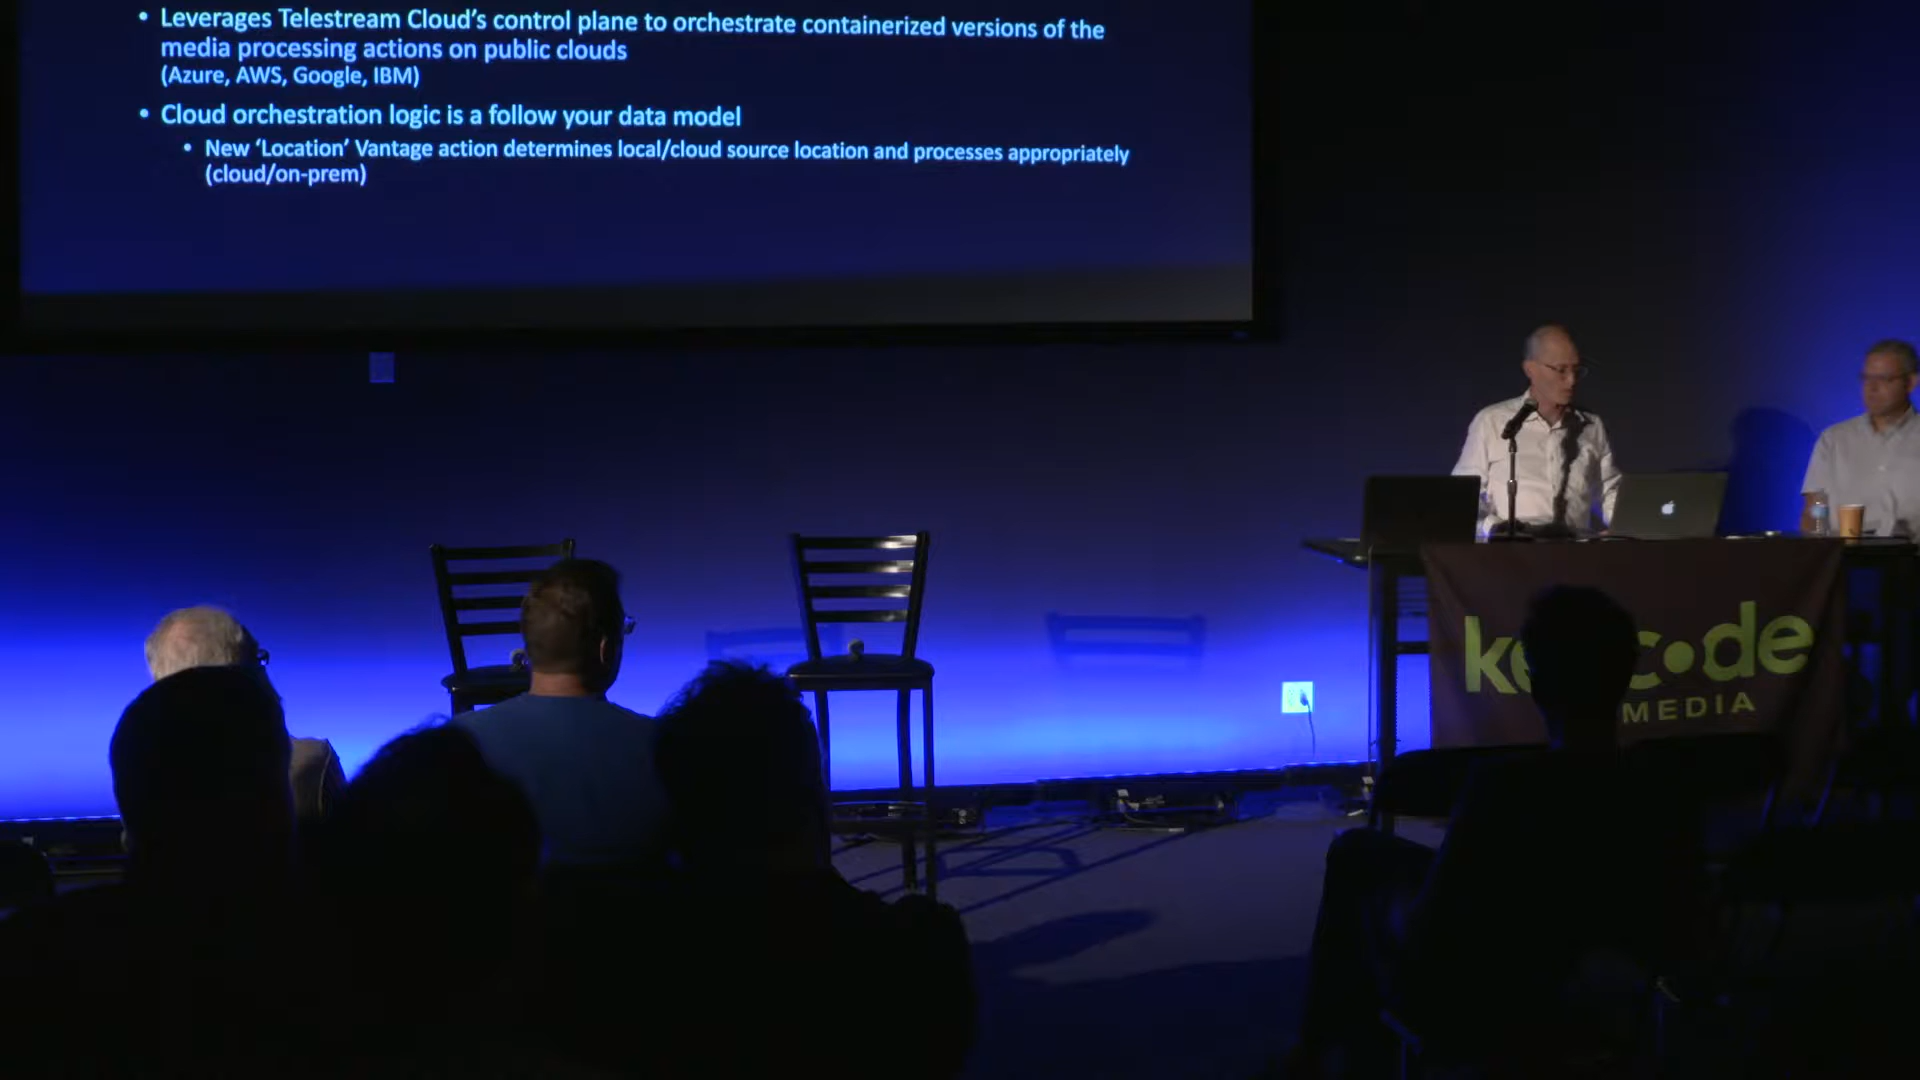 • Leverages Telestream Cloud’s control plane to orchestrate containerized versions of the
media processing actions on public clouds
(Azure, AWS, Google, IBM)
• Cloud orchestration logic is a follow your data model
• New ‘Location’ Vantage action determines local/cloud source location and processes appropriately
(cloud/on-prem)
MEDIA